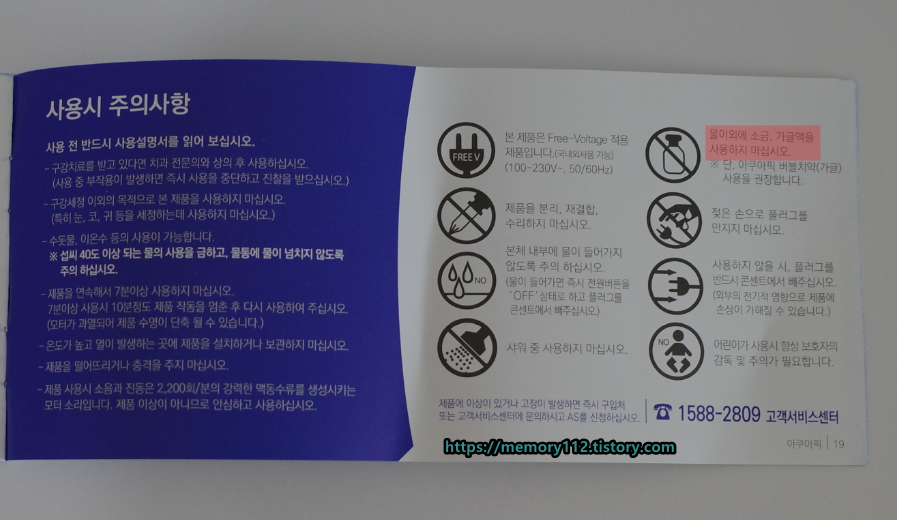 사용시 주의사항
사용 전 반드시 사용설명서를 읽어 보십시오.
- 구강치료를 받고 있다면 치과 전문의와 상의 후 사용하십시오.
(사용 중 부작용이 발생하면 즉시 사용을 중단하고 진찰을 받으십시오.)
- 구강세정 이외의 목적으로 본 제품을 사용하지 마십시오.
(특히 눈, 코, 귀 등을 세정하는데 사용하지 마십시오.)
- 수돗물, 이온수 등의 사용이 가능합니다.
※ 섭씨 40도 이상 되는 물의 사용을 금하고, 물통에 물이 넘치지 않도록
주의 하십시오.
- 제품을 연속해서 7분이상 사용하지 마십시오.
7분이상 사용시 10분정도 제품 작동을 멈춘 후 다시 사용하여 주십시오.
(모터가 과열되어 제품 수명이 단축 될 수 있습니다.)
- 온도가 높고 열이 발생하는 곳에 제품을 설치하거나 보관하지 마십시오.
- 제품을 떨어뜨리거나 충격을 주지 마십시오.
- 제품 사용시 소음과 진동은 2,200회/분의 강력한 맥동수류를 생성시키는
모터 소리입니다. 제품 이상이 아니므로 안심하고 사용하십시오.
FREE V
본 제품은 Free-Voltage 적용
제품입니다.(국내외사용 가능)
(100-230V~, 50/60Hz)
제품을 분리, 재결합,
수리하지 마십시오.
NO
본체 내부에 물이 들어가지
않도록 주의 하십시오.
(물이 들어가면 즉시 전원버튼을
'OFF'상태로 하고 플러그를
콘센트에서 빼주십시오)
샤워 중 사용하지 마십시오.
물이외에 소금, 가글액을
사용하지 마십시오.
※ 단, 아쿠아픽 버블치약(가글)
사용을 권장합니다.
젖은 손으로 플러그를
만지지 마십시오.
사용하지 않을 시, 플러그를
반드시 콘센트에서 빼주십시오.
(외부의 전기적 영향으로 제품에
손상이 가해질 수 있습니다.)
NO
어린이가 사용시 항상 보호자의
감독 및 주의가 필요합니다.
제품에 이상이 있거나 고장이 발생하면 즉시 구입처
또는 고객서비스센터에 문의하시고 AS를 신청하십시오.
1588-2809 고객서비스센터
아쿠아픽 | 19
https://memory112.tistory.com